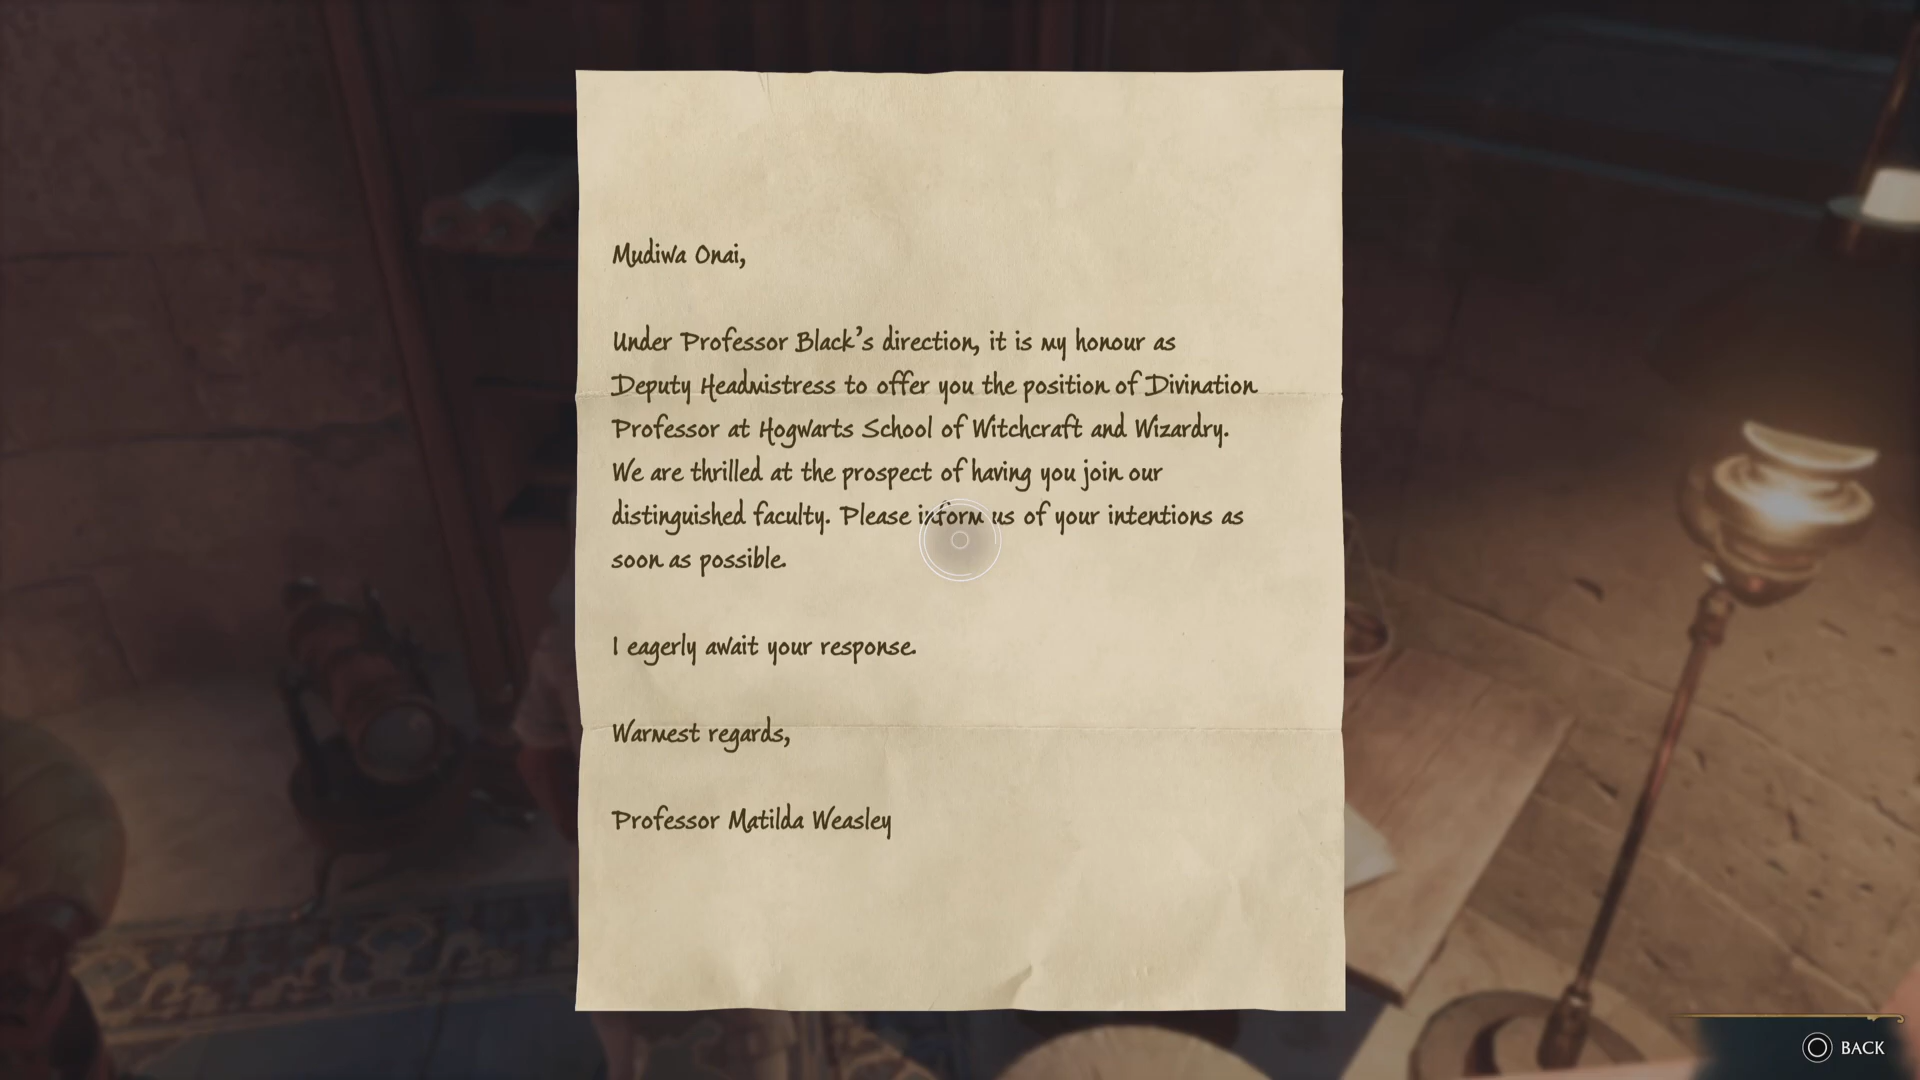 Mudiwa Onai,
Under Professor Black's direction, it is my honour as
Deputy Headmistress to offer you the position of Divination
Professor at Hogwarts School of Witchcraft and Wizardry.
We are thrilled at the prospect of having you join our
distinguished faculty. Please inform us of your intentions as
soon as possible.
I eagerly await your response.
Warmest regards,
Professor Matilda Weasley
BACK